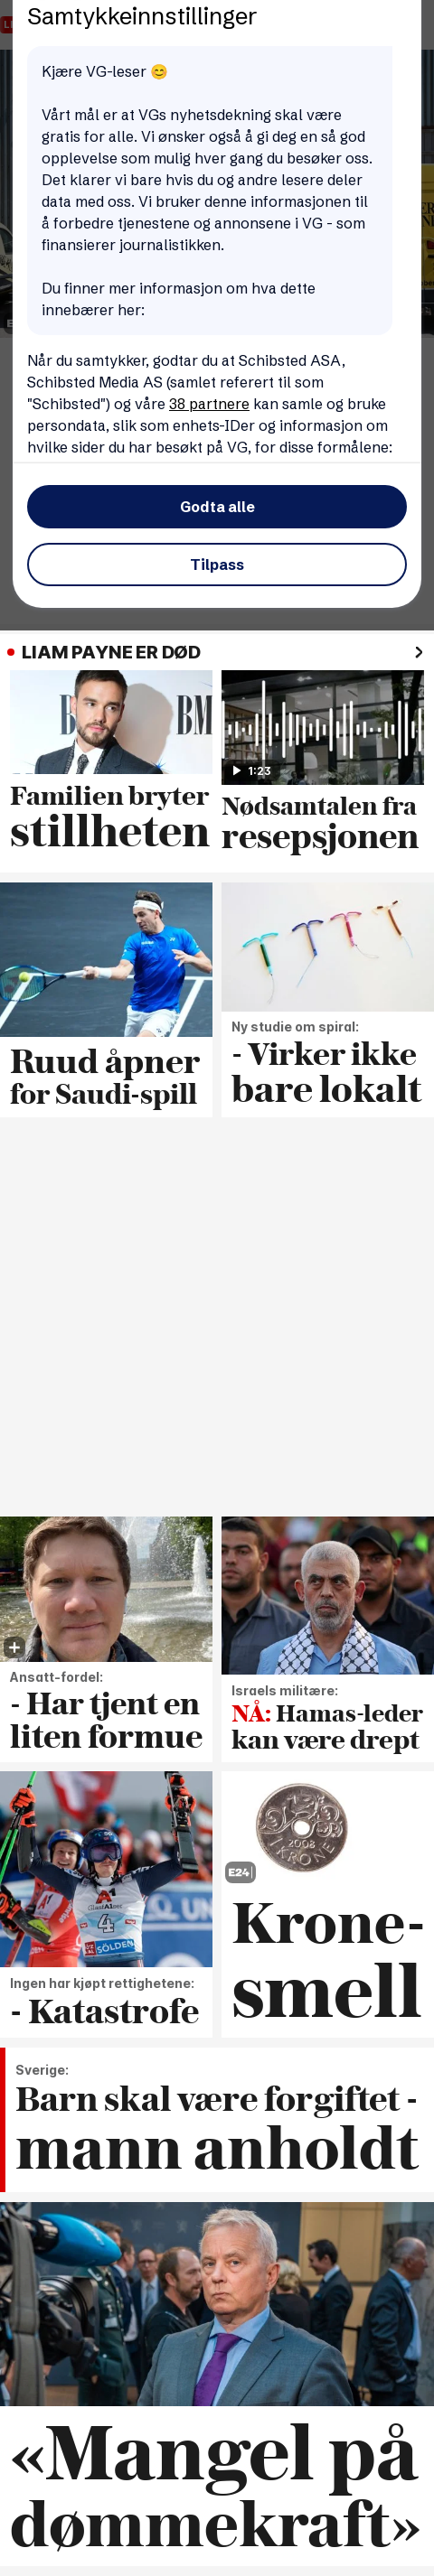 Samtykkeinnstillinger
Kjære VG-leser 😊
Vårt mål er at VGs nyhetsdekning skal være
gratis for alle. Vi ønsker også å gi deg en så god
opplevelse som mulig hver gang du besøker oss.
Det klarer vi bare hvis du og andre lesere deler
data med oss. Vi bruker denne informasjonen til
å forbedre tjenestene og annonsene i VG - som
finansierer journalistikken.
Du finner mer informasjon om hva dette
innebærer her:
Når du samtykker, godtar du at Schibsted ASA,
Schibsted Media AS (samlet referert til som
"Schibsted") og våre 38 partnere kan samle og bruke
persondata, slik som enhets-IDer og informasjon om
hvilke sider du har besøkt på VG, for disse formålene:
Godta alle
Tilpass
LIAM PAYNE ER DØD
BM
1:23
Familien bryter
stillheten
Nødsamtalen fra
resepsjonen
Ruud åpner
for Saudi-spill
Ny studie om spiral:
- Virker ikke
bare lokalt
Ansatt-fordel:
- Har tjent en
liten formue
Israels militære:
NÅ: Hamas-leder
kan være drept
4
SÖLDEN
Ingen har kjøpt rettighetene:
- Katastrofe
2008
KRONE
E24
Krone-
smell
Sverige:
Barn skal være forgiftet -
mann anholdt
«Mangel på
dømmekraft»